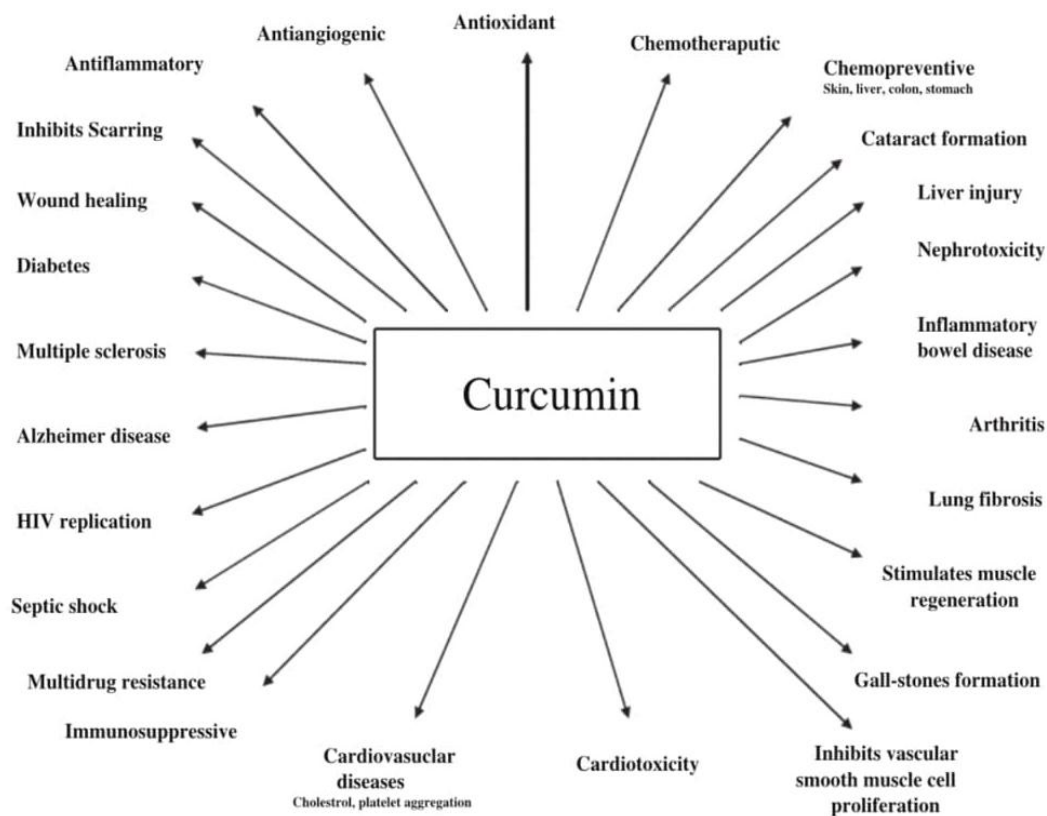 Antioxidant
Antiangiogenic
Chemotheraputic
Antiflammatory
Chemopreventive
Skin, liver, colon, stomach
Inhibits Scarring
Cataract formation
Wound healing
Liver injury
Diabetes
Nephrotoxicity
Multiple sclerosis
Inflammatory
bowel disease
Curcumin
Alzheimer disease
Arthritis
HIV replication
Lung fibrosis
Septic shock
Stimulates muscle
regeneration
Multidrug resistance
Gall-stones formation
Immunosuppressive
Cardiovasuclar
diseases
Cholestrol, platelet aggregation
Cardiotoxicity
Inhibits vascular
smooth muscle cell
proliferation